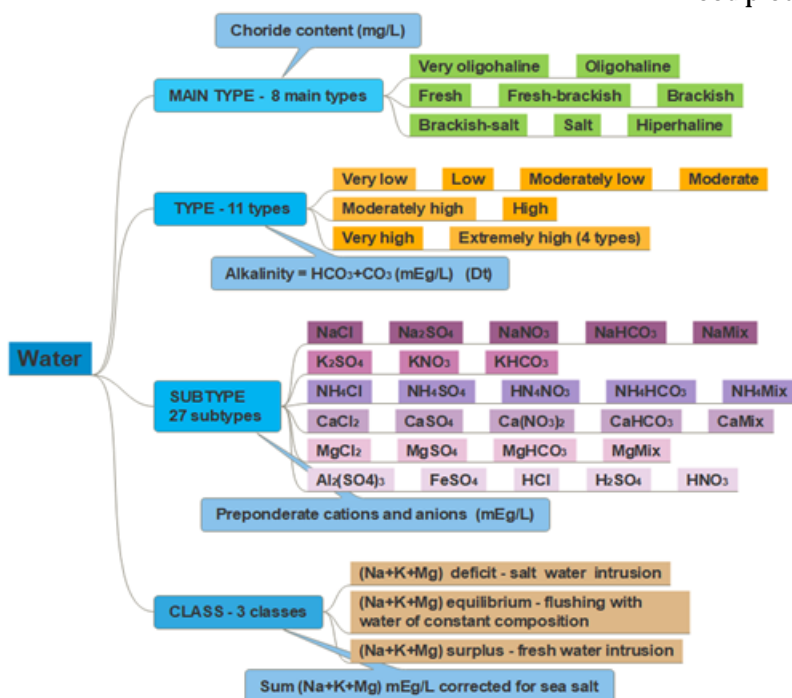 Choride content (mg/L)
Very oligohaline Oligohaline
MAIN TYPE - 8 main types
Fresh Fresh-brackish Brackish
Brackish-salt Salt Hiperhaline
Very low Low Moderately low Moderate
TYPE - 11 types
Moderately high High
Very high Extremely high (4 types)
Alkalinity = HCO₃+CO₃ (mEg/L) (Dt)
Water
NaCl Na₂SO₄ NaNO₃ NaHCO₃ NaMix
K₂SO₄ KNO₃ KHCO₃
SUBTYPE
27 subtypes
NH₄Cl NH₄SO₄ HN₄NO₃ NH₄HCO₃ NH₄Mix
CaCl₂ CaSO₄ Ca(NO₃)₂ CaHCO₃ CaMix
MgCl₂ MgSO₄ MgHCO₃ MgMix
Al₂(SO4)₃ FeSO₄ HCl H₂SO₄ HNO₃
Preponderate cations and anions (mEg/L)
(Na+K+Mg) deficit - salt water intrusion
CLASS - 3 classes
(Na+K+Mg) equilibrium - flushing with
water of constant composition
(Na+K+Mg) surplus - fresh water intrusion
Sum (Na+K+Mg) mEg/L corrected for sea salt